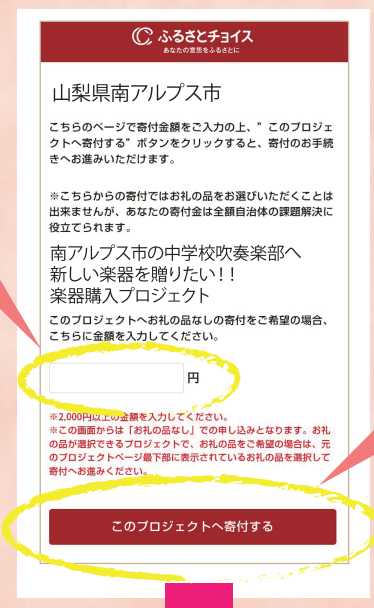 ふるさとチョイス
あなたの意思をふるさとに
山梨県南アルプス市
こちらのページで寄付金額をご入力の上、”このプロジェ
クトへ寄付する”ボタンをクリックすると、寄付のお手続
きへお進みいただけます。
※こちらからの寄付ではお礼の品をお選びいただくことは
出来ませんが、あなたの寄付金は全額自治体の課題解決に
役立てられます。
南アルプス市の中学校吹奏楽部へ
新しい楽器を贈りたい!!
楽器購入プロジェクト
このプロジェクトへお礼の品なしの寄付をご希望の場合、
こちらに金額を入力してください。
円
※2,000円以上の金額を入力してください。
※この画面からは「お礼の品なし」での申し込みとなります。お礼
の品が選択できるプロジェクトで、お礼の品をご希望の場合は、元
のプロジェクトページ最下部に表示されているお礼の品を選択して
寄付へお進みください。
このプロジェクトへ寄付する